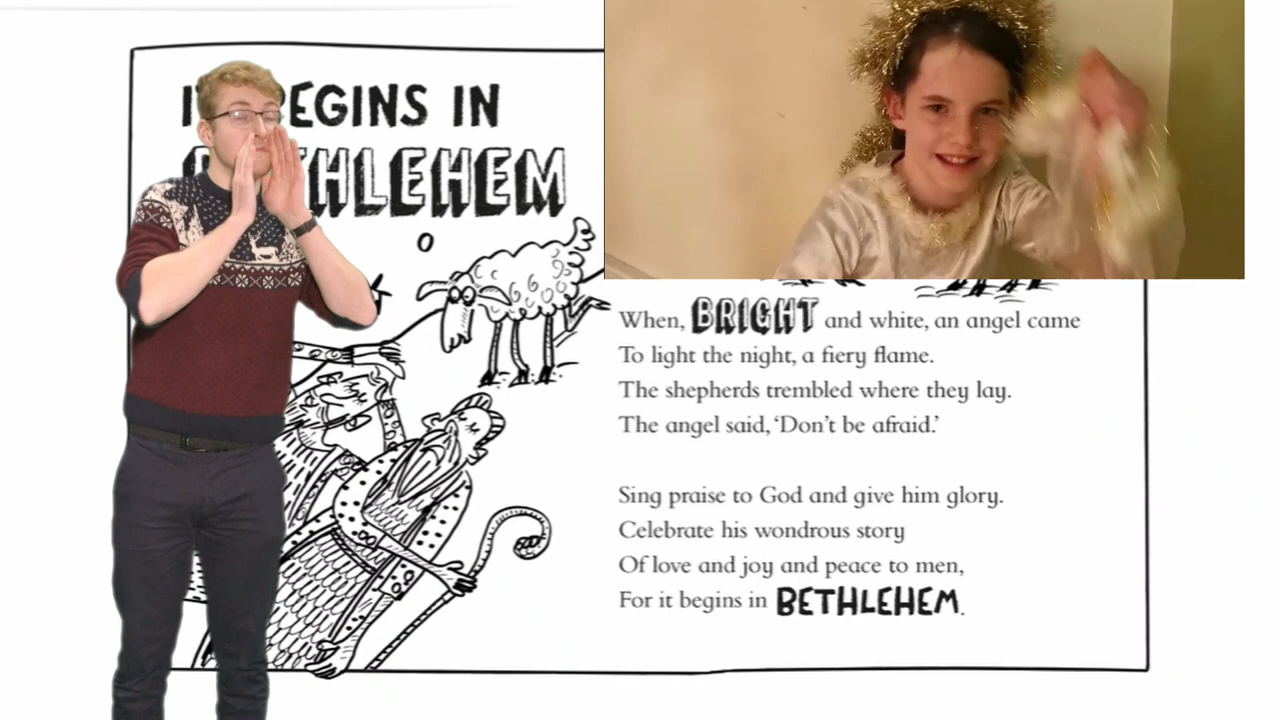 BEGINS IN
HLEHEM
When, BRIGHT and white, an angel came
To light the night, a fiery flame.
The shepherds trembled where they lay.
The angel said, 'Don't be afraid.'
Sing praise to God and give him glory.
Celebrate his wondrous story
Of love and joy and peace to men,
For it begins in BETHLEHEM.